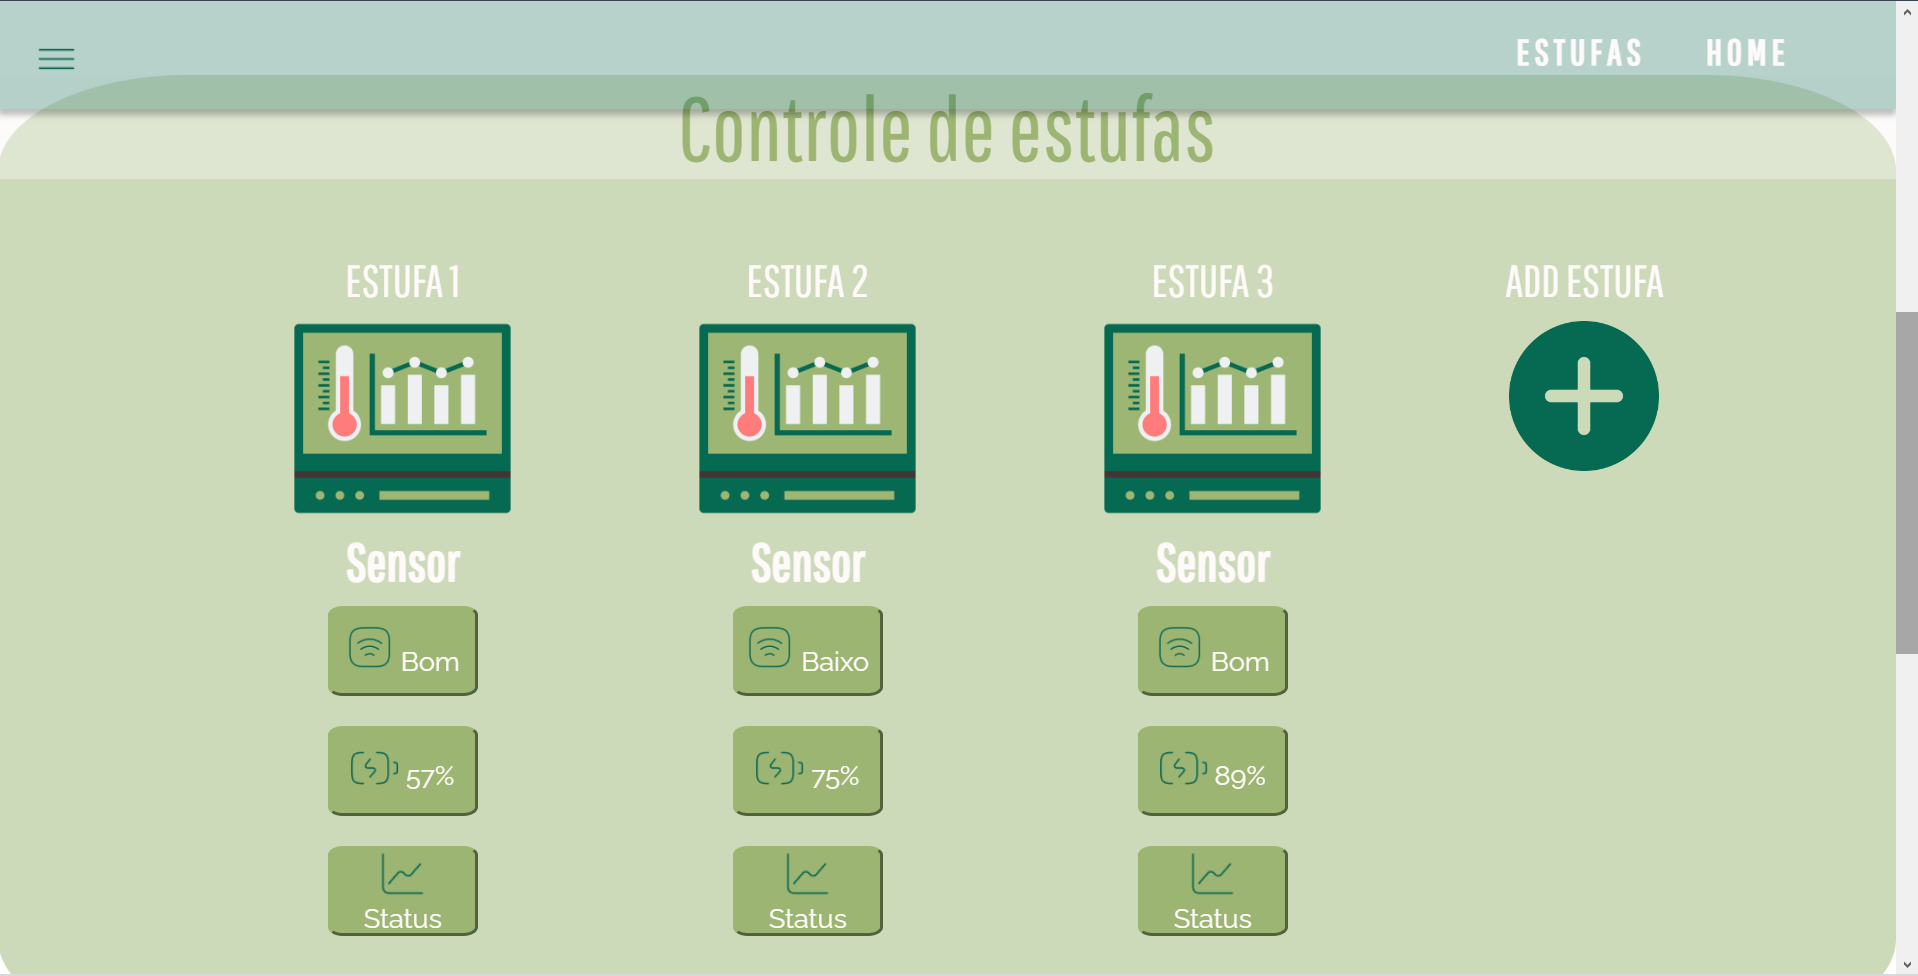 ESTUFAS HOME
Controle de estufas
ESTUFA 1 ESTUFA 2 ESTUFA 3 ADD ESTUFA
Sensor Sensor Sensor
Bom Baixo Bom
57% 75% 89%
Status Status Status